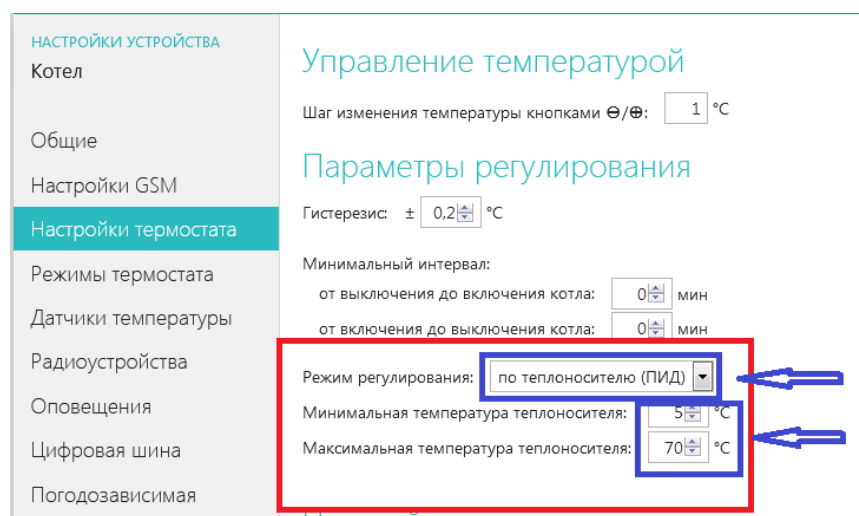 НАСТРОЙКИ УСТРОЙСТВА
Котел
Общие
Настройки GSM
Настройки термостата
Режимы термостата
Датчики температуры
Радиоустройства
Оповещения
Цифровая шина
Погодозависимая
Управление температурой
Шаг изменения температуры кнопками ⊖/⊕: 1 °C
Параметры регулирования
Гистерезис: ± 0,2 °C
Минимальный интервал:
от выключения до включения котла: 0 мин
от включения до выключения котла: 0 мин
Режим регулирования: по теплоносителю (ПИД)
Минимальная температура теплоносителя: 5 °C
Максимальная температура теплоносителя: 70 °C